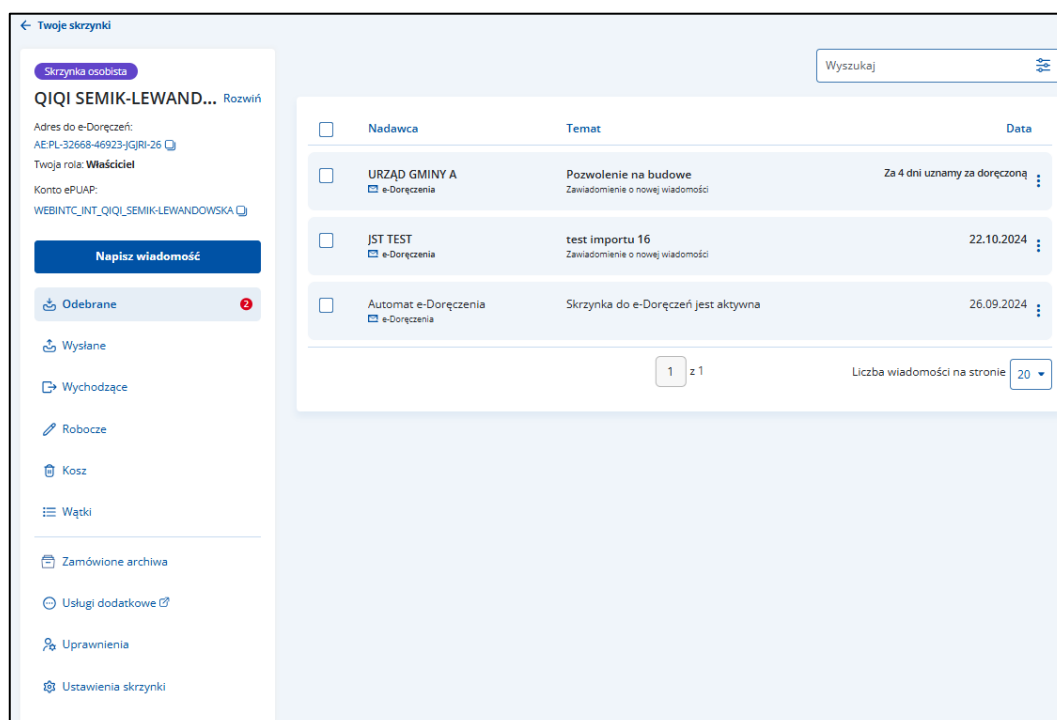 ← Twoje skrzynki
Skrzynka osobista
QIQI SEMIK-LEWAND... Rozwiń
Adres do e-Doręczeń:
AE:PL-32668-46923-JGJRI-26
Twoja rola: Właściciel
Konto ePUAP:
WEBINTC_INT_QIQI_SEMIK-LEWANDOWSKA
Napisz wiadomość
Odebrane 2
Wysłane
Wychodzące
Robocze
Kosz
Wątki
Zamówione archiwa
Usługi dodatkowe
Uprawnienia
Ustawienia skrzynki
Wyszukaj
Nadawca Temat Data
URZĄD GMINY A Pozwolenie na budowe Za 4 dni uznamy za doręczoną
e-Doręczenia Zawiadomienie o nowej wiadomości
JST TEST test importu 16 22.10.2024
e-Doręczenia Zawiadomienie o nowej wiadomości
Automat e-Doręczenia Skrzynka do e-Doręczeń jest aktywna 26.09.2024
e-Doręczenia
1 z 1 Liczba wiadomości na stronie 20